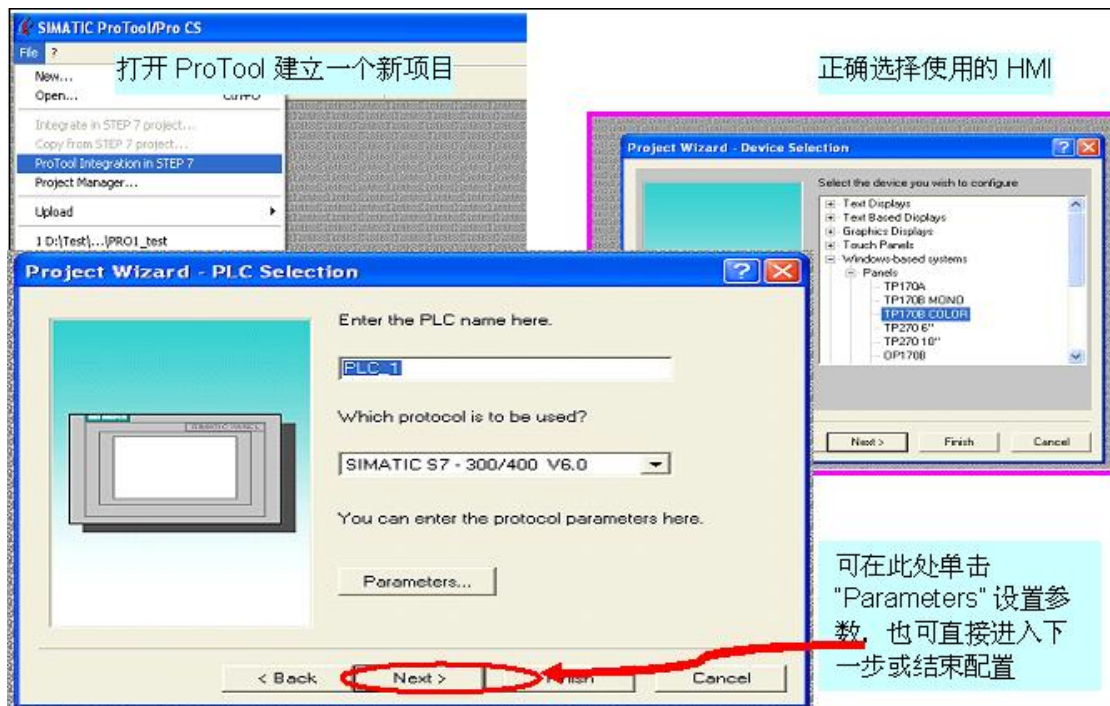 SIMATIC ProTool/Pro CS
File ?
打开 ProTool 建立一个新项目
New...
Open... Ctrl+O
Integrate in STEP 7 project...
Copy from STEP 7 project...
ProTool Integration in STEP 7
Project Manager...
Upload
1 D:\Test\...\PRO1_test
正确选择使用的 HMI
Project Wizard - Device Selection
Select the device you wish to configure
Text Displays
Text Based Displays
Graphics Displays
Touch Panels
Windows-based systems
Panels
TP170A
TP170B MONO
TP170B COLOR
TP270 6"
TP270 10"
OP170B
Next > Finish Cancel
Project Wizard - PLC Selection
Enter the PLC name here.
PLC_1
Which protocol is to be used?
SIMATIC S7 - 300/400 V6.0
You can enter the protocol parameters here.
Parameters...
< Back Next > Finish Cancel
SIMATIC PANEL
可在此处单击
"Parameters" 设置参
数，也可直接进入下
一步或结束配置